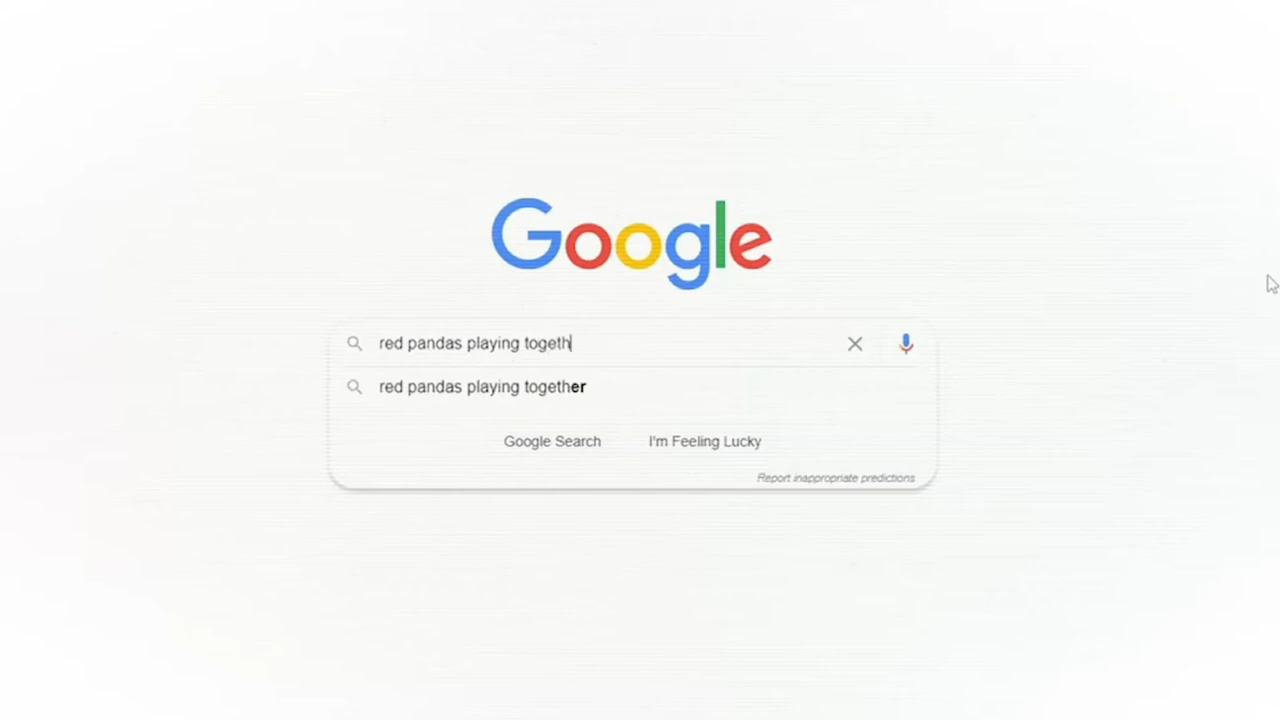 Google
red pandas playing togeth
red pandas playing together
Google Search I'm Feeling Lucky
Report inappropriate predictions